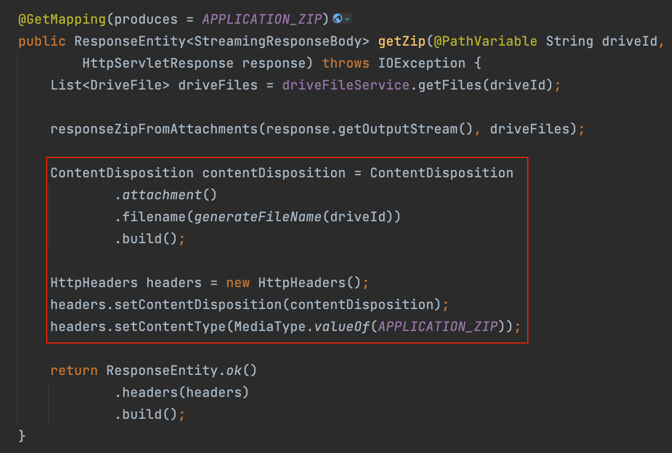 @GetMapping(produces = APPLICATION_ZIP)
public ResponseEntity<StreamingResponseBody> getZip(@PathVariable String driveId,
        HttpServletResponse response) throws IOException {
    List<DriveFile> driveFiles = driveFileService.getFiles(driveId);
    responseZipFromAttachments(response.getOutputStream(), driveFiles);
    ContentDisposition contentDisposition = ContentDisposition
            .attachment()
            .filename(generateFileName(driveId))
            .build();
    HttpHeaders headers = new HttpHeaders();
    headers.setContentDisposition(contentDisposition);
    headers.setContentType(MediaType.valueOf(APPLICATION_ZIP));
    return ResponseEntity.ok()
            .headers(headers)
            .build();
}